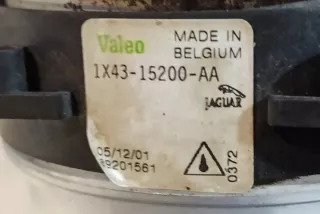 Valeo
MADE IN
BELGIUM
1X43-15200-AA
JAGUAR
05/12/01
89201561
0372